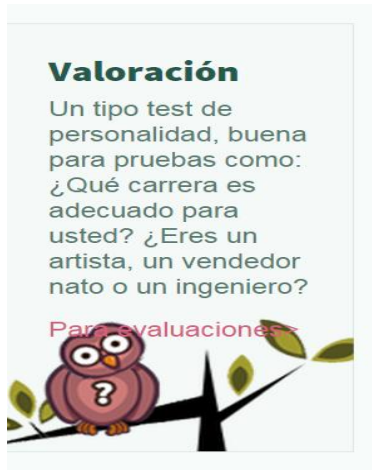 Valoración
Un tipo test de
personalidad, buena
para pruebas como:
¿Qué carrera es
adecuado para
usted? ¿Eres un
artista, un vendedor
nato o un ingeniero?
Para evaluaciones>
?